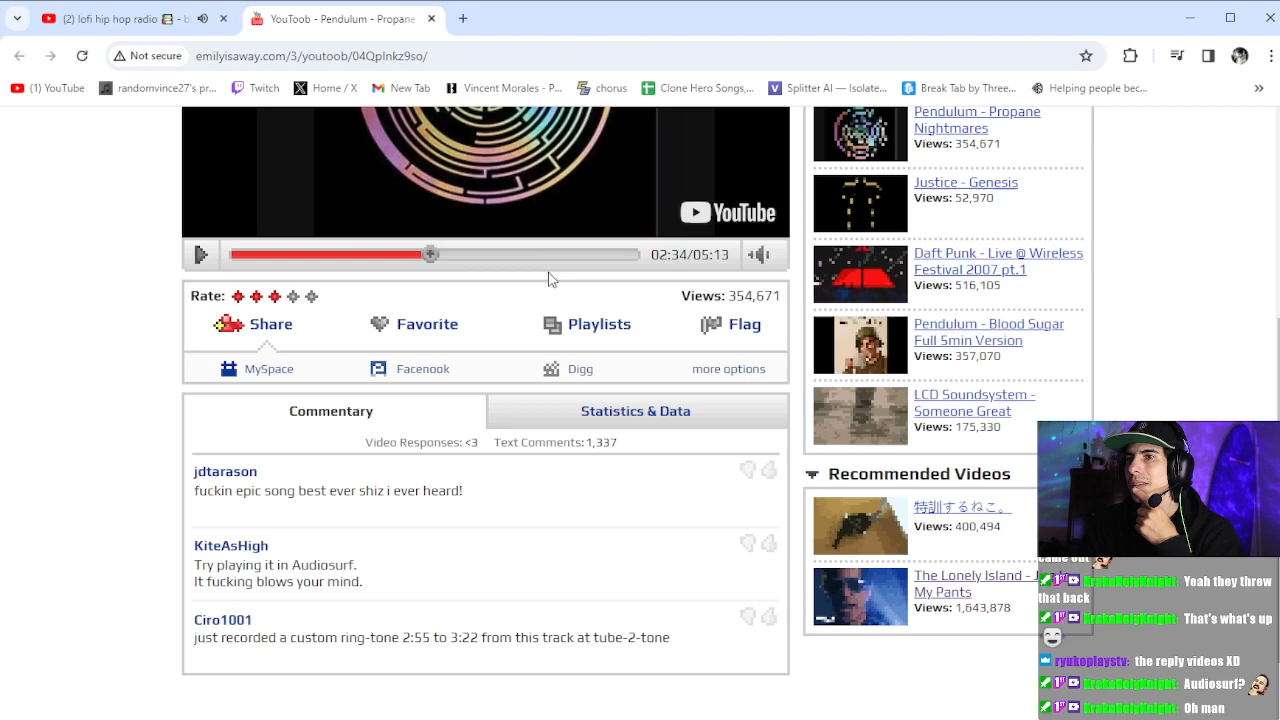 (2) lofi hip hop radio
YouToob - Pendulum - Propane
Not secure
emilyisaway.com/3/youtoob/04QpInkz9so/
(1) YouTube
randomvince27's pr...
Twitch
Home / X
New Tab
Vincent Morales - P...
chorus
Clone Hero Songs,...
Splitter AI — Isolate...
Break Tab by Three...
Helping people bec...
YouTube
02:34/05:13
Rate:
Views: 354,671
Share
Favorite
Playlists
Flag
MySpace
Facenook
Digg
more options
Commentary
Statistics & Data
Video Responses: <3 Text Comments: 1,337
jdtarason
fuckin epic song best ever shiz i ever heard!
KiteAsHigh
Try playing it in Audiosurf.
It fucking blows your mind.
Ciro1001
just recorded a custom ring-tone 2:55 to 3:22 from this track at tube-2-tone
Pendulum - Propane
Nightmares
Views: 354,671
Justice - Genesis
Views: 52,970
Daft Punk - Live @ Wireless
Festival 2007 pt.1
Views: 516,105
Pendulum - Blood Sugar
Full 5min Version
Views: 357,070
LCD Soundsystem -
Someone Great
Views: 175,330
Recommended Videos
特訓するねこ。
Views: 400,494
The Lonely Island - J
My Pants
Views: 1,643,878
came out
Yeah they threw
that back
That's what's up
ryukoplaystv: the reply videos XD
Audiosurf?
Oh man